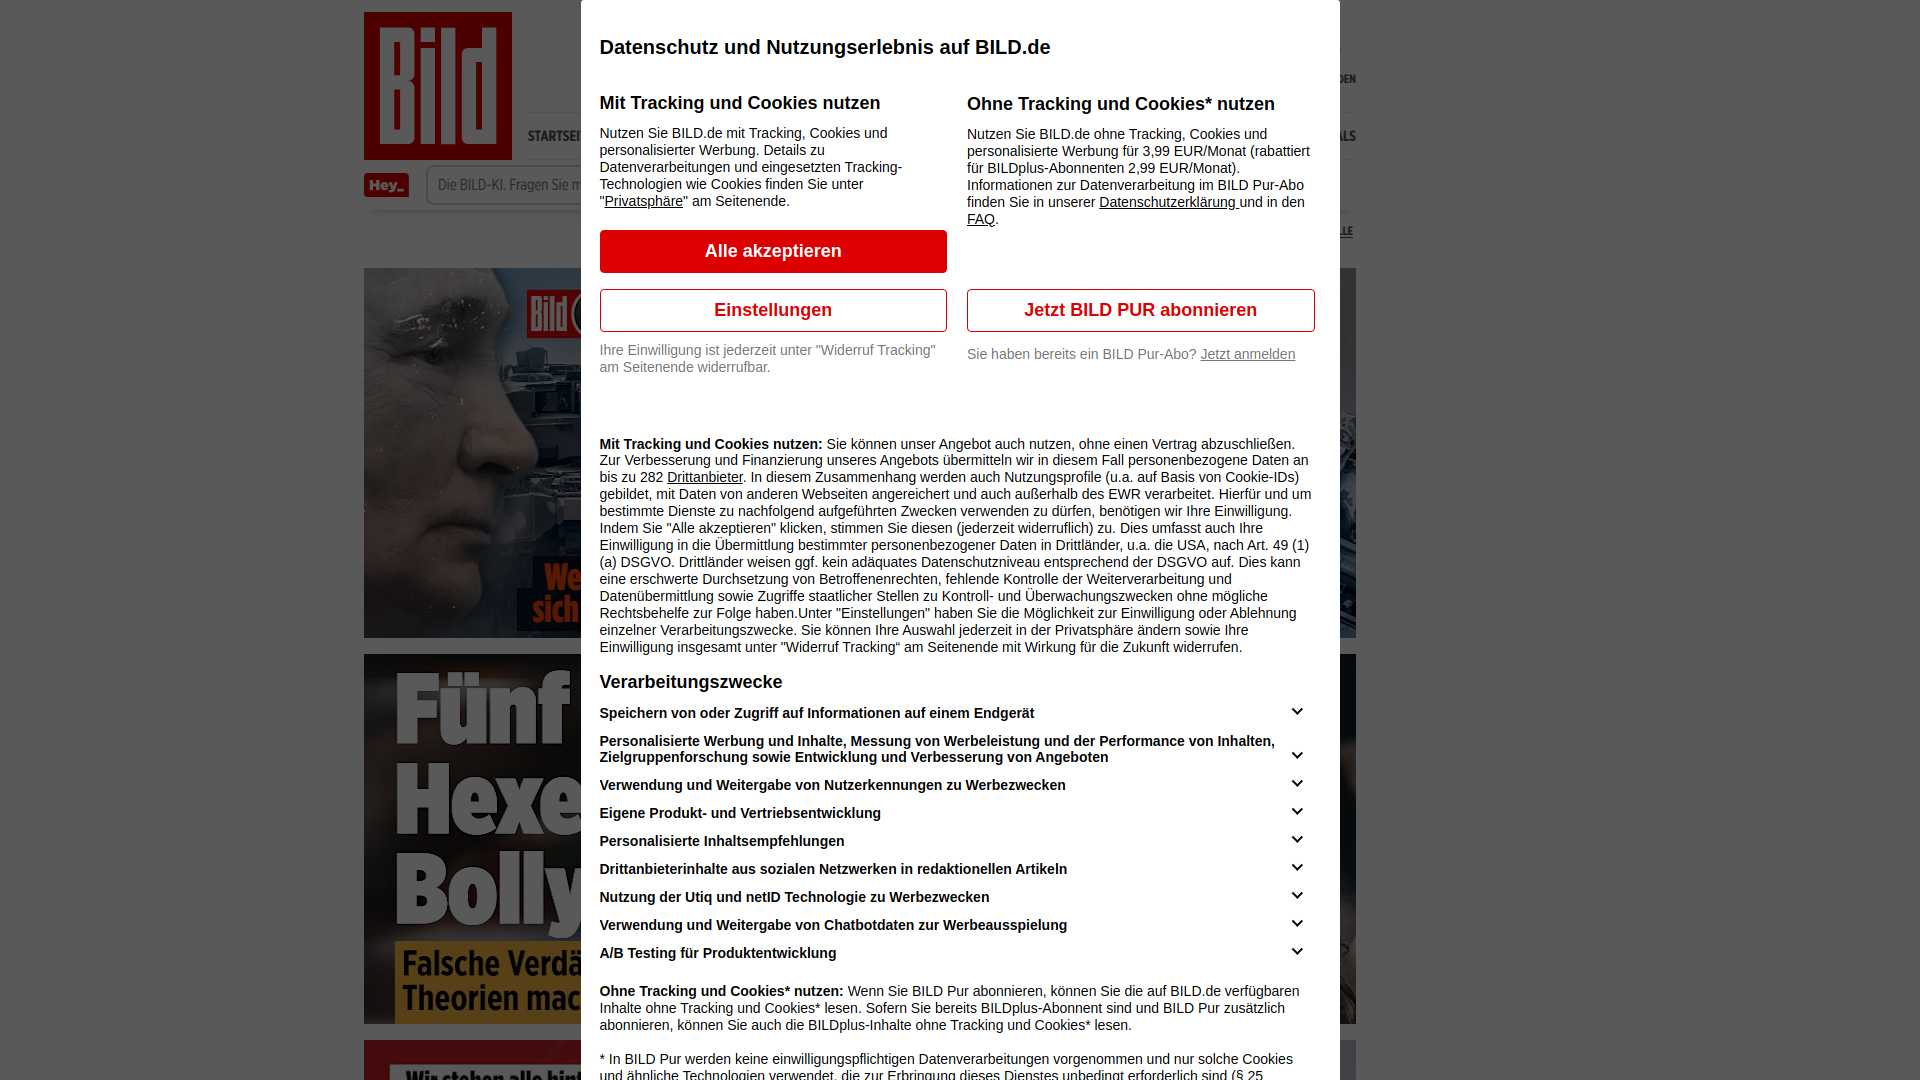 Bild
Datenschutz und Nutzungserlebnis auf BILD.de
DEN
Mit Tracking und Cookies nutzen
Nutzen Sie BILD.de mit Tracking, Cookies und
personalisierter Werbung. Details zu
Datenverarbeitungen und eingesetzten Tracking-
Technologien wie Cookies finden Sie unter
"Privatsphäre" am Seitenende.
Alle akzeptieren
Einstellungen
Ihre Einwilligung ist jederzeit unter "Widerruf Tracking"
am Seitenende widerrufbar.
Ohne Tracking und Cookies* nutzen
Nutzen Sie BILD.de ohne Tracking, Cookies und
personalisierte Werbung für 3,99 EUR/Monat (rabattiert
für BILDplus-Abonnenten 2,99 EUR/Monat).
Informationen zur Datenverarbeitung im BILD Pur-Abo
finden Sie in unserer Datenschutzerklärung und in den
FAQ.
Jetzt BILD PUR abonnieren
Sie haben bereits ein BILD Pur-Abo? Jetzt anmelden
STARTSEI
ALS
Hey_
Die BILD-KI. Fragen Sie m
LLE
Bild
We
sich
Mit Tracking und Cookies nutzen: Sie können unser Angebot auch nutzen, ohne einen Vertrag abzuschließen.
Zur Verbesserung und Finanzierung unseres Angebots übermitteln wir in diesem Fall personenbezogene Daten an
bis zu 282 Drittanbieter. In diesem Zusammenhang werden auch Nutzungsprofile (u.a. auf Basis von Cookie-IDs)
gebildet, mit Daten von anderen Webseiten angereichert und auch außerhalb des EWR verarbeitet. Hierfür und um
bestimmte Dienste zu nachfolgend aufgeführten Zwecken verwenden zu dürfen, benötigen wir Ihre Einwilligung.
Indem Sie "Alle akzeptieren" klicken, stimmen Sie diesen (jederzeit widerruflich) zu. Dies umfasst auch Ihre
Einwilligung in die Übermittlung bestimmter personenbezogener Daten in Drittländer, u.a. die USA, nach Art. 49 (1)
(a) DSGVO. Drittländer weisen ggf. kein adäquates Datenschutzniveau entsprechend der DSGVO auf. Dies kann
eine erschwerte Durchsetzung von Betroffenenrechten, fehlende Kontrolle der Weiterverarbeitung und
Datenübermittlung sowie Zugriffe staatlicher Stellen zu Kontroll- und Überwachungszwecken ohne mögliche
Rechtsbehelfe zur Folge haben.Unter "Einstellungen" haben Sie die Möglichkeit zur Einwilligung oder Ablehnung
einzelner Verarbeitungszwecke. Sie können Ihre Auswahl jederzeit in der Privatsphäre ändern sowie Ihre
Einwilligung insgesamt unter "Widerruf Tracking“ am Seitenende mit Wirkung für die Zukunft widerrufen.
Verarbeitungszwecke
Speichern von oder Zugriff auf Informationen auf einem Endgerät
Personalisierte Werbung und Inhalte, Messung von Werbeleistung und der Performance von Inhalten,
Zielgruppenforschung sowie Entwicklung und Verbesserung von Angeboten
Verwendung und Weitergabe von Nutzerkennungen zu Werbezwecken
Eigene Produkt- und Vertriebsentwicklung
Personalisierte Inhaltsempfehlungen
Drittanbieterinhalte aus sozialen Netzwerken in redaktionellen Artikeln
Nutzung der Utiq und netID Technologie zu Werbezwecken
Verwendung und Weitergabe von Chatbotdaten zur Werbeausspielung
A/B Testing für Produktentwicklung
Ohne Tracking und Cookies* nutzen: Wenn Sie BILD Pur abonnieren, können Sie die auf BILD.de verfügbaren
Inhalte ohne Tracking und Cookies* lesen. Sofern Sie bereits BILDplus-Abonnent sind und BILD Pur zusätzlich
abonnieren, können Sie auch die BILDplus-Inhalte ohne Tracking und Cookies* lesen.
* In BILD Pur werden keine einwilligungspflichtigen Datenverarbeitungen vorgenommen und nur solche Cookies
und ähnliche Technologien verwendet, die zur Erbringung dieses Dienstes unbedingt erforderlich sind (§ 25
Fünf
Hexe
Bolly
Falsche Verdä
Theorien mac
Wir stehen alle hint